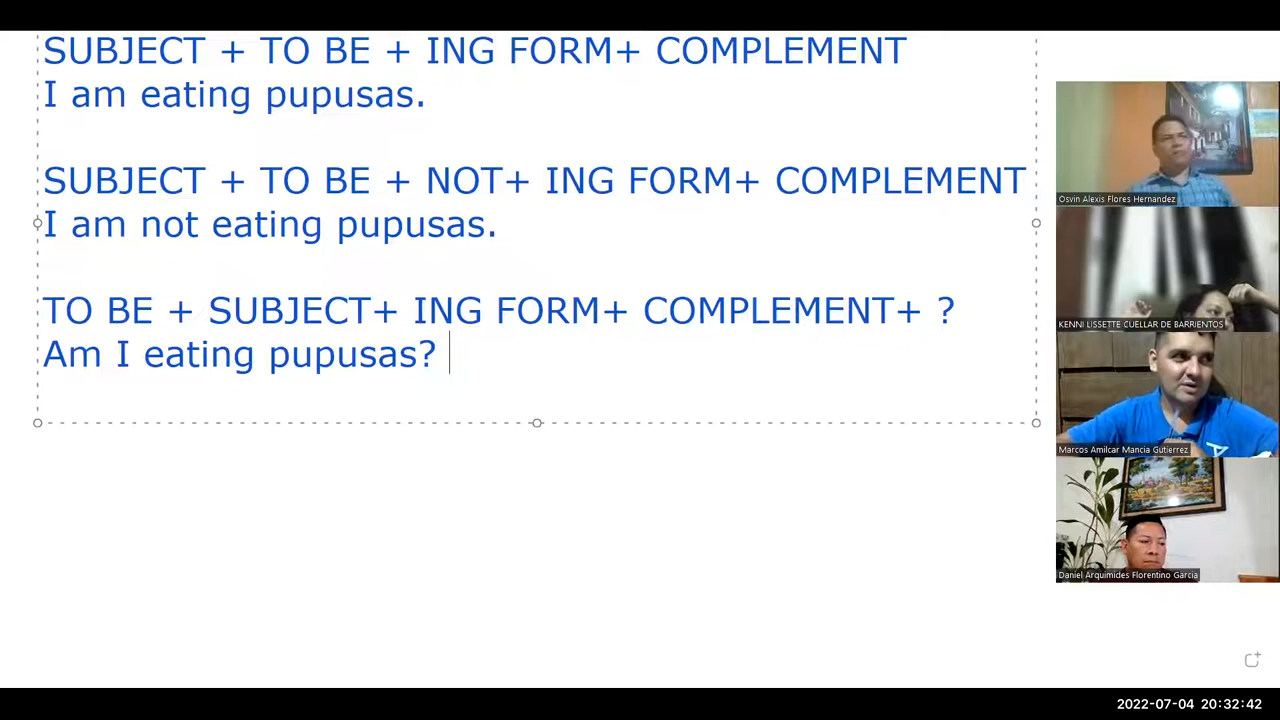 SUBJECT + TO BE + ING FORM+ COMPLEMENT
I am eating pupusas.
SUBJECT + TO BE + NOT+ ING FORM+ COMPLEMENT
I am not eating pupusas.
TO BE + SUBJECT+ ING FORM+ COMPLEMENT+ ?
Am I eating pupusas?
Osvin Alexis Flores Hernandez
KENNI LISSETTE CUELLAR DE BARRIENTOS
Marcos Amilcar Mancia Gutierrez
Daniel Arquimides Florentino Garcia
2022-07-04 20:32:42